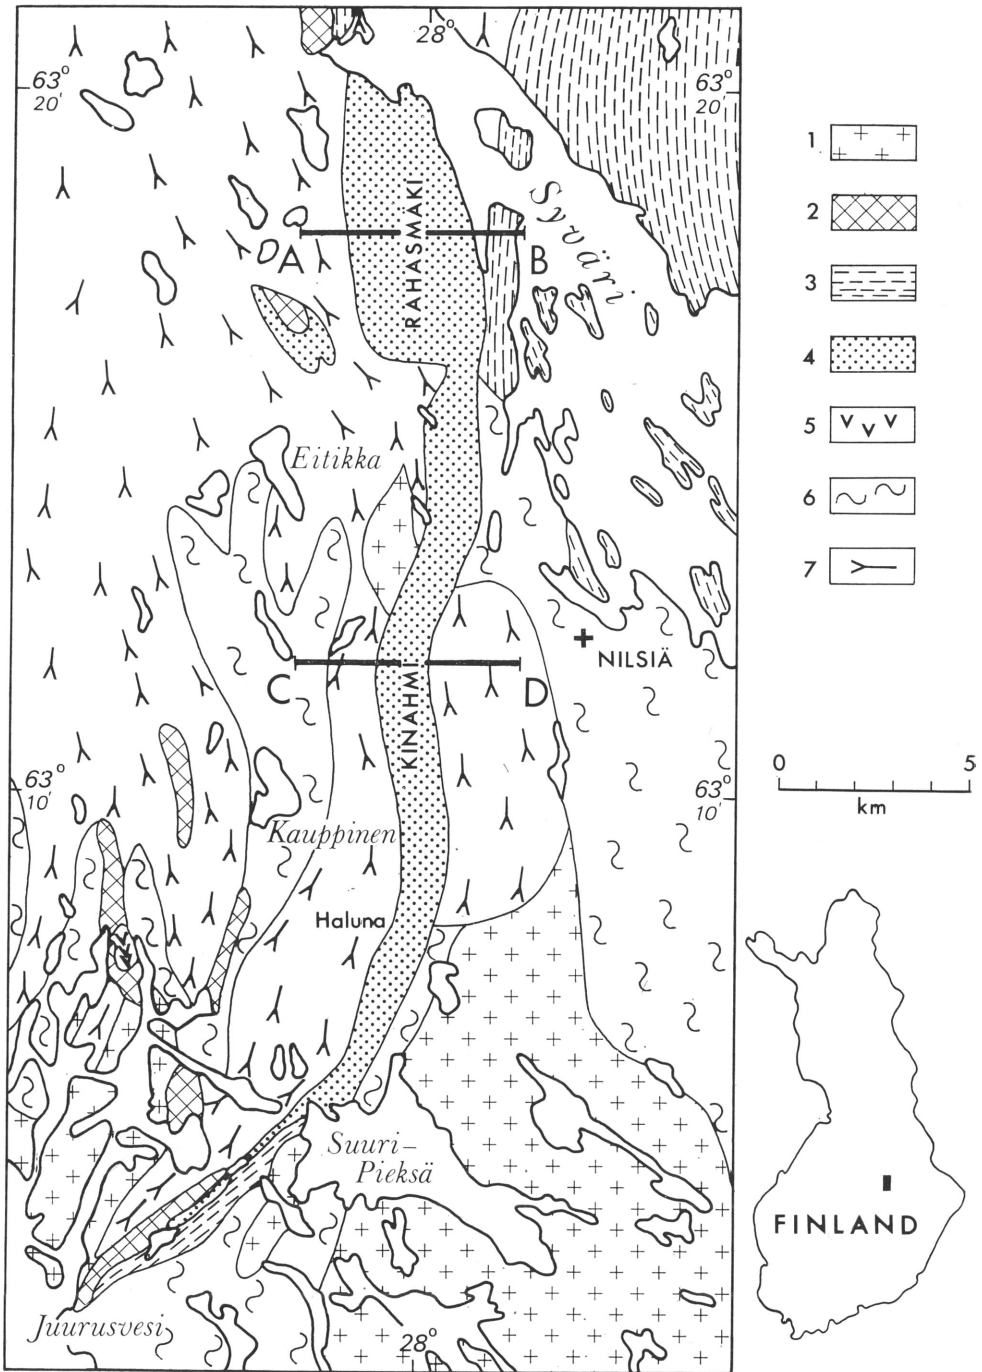 28°
63°
20'
63°
20'
Syväri
RAHASMÄKI
A
B
Eitikka
NILSIÄ
C
D
KINAHMI
63°
10'
63°
10'
Kauppinen
Haluna
Suuri-
Pieksä
Juurusvesi
28°
1
2
3
4
5
6
7
0 5
km
FINLAND